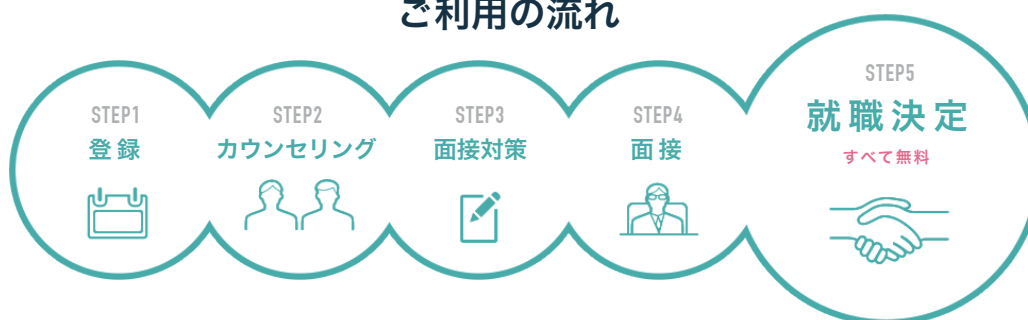 ご利用の流れ
STEP1
登録
STEP2
カウンセリング
STEP3
面接対策
STEP4
面接
STEP5
就職決定
すべて無料